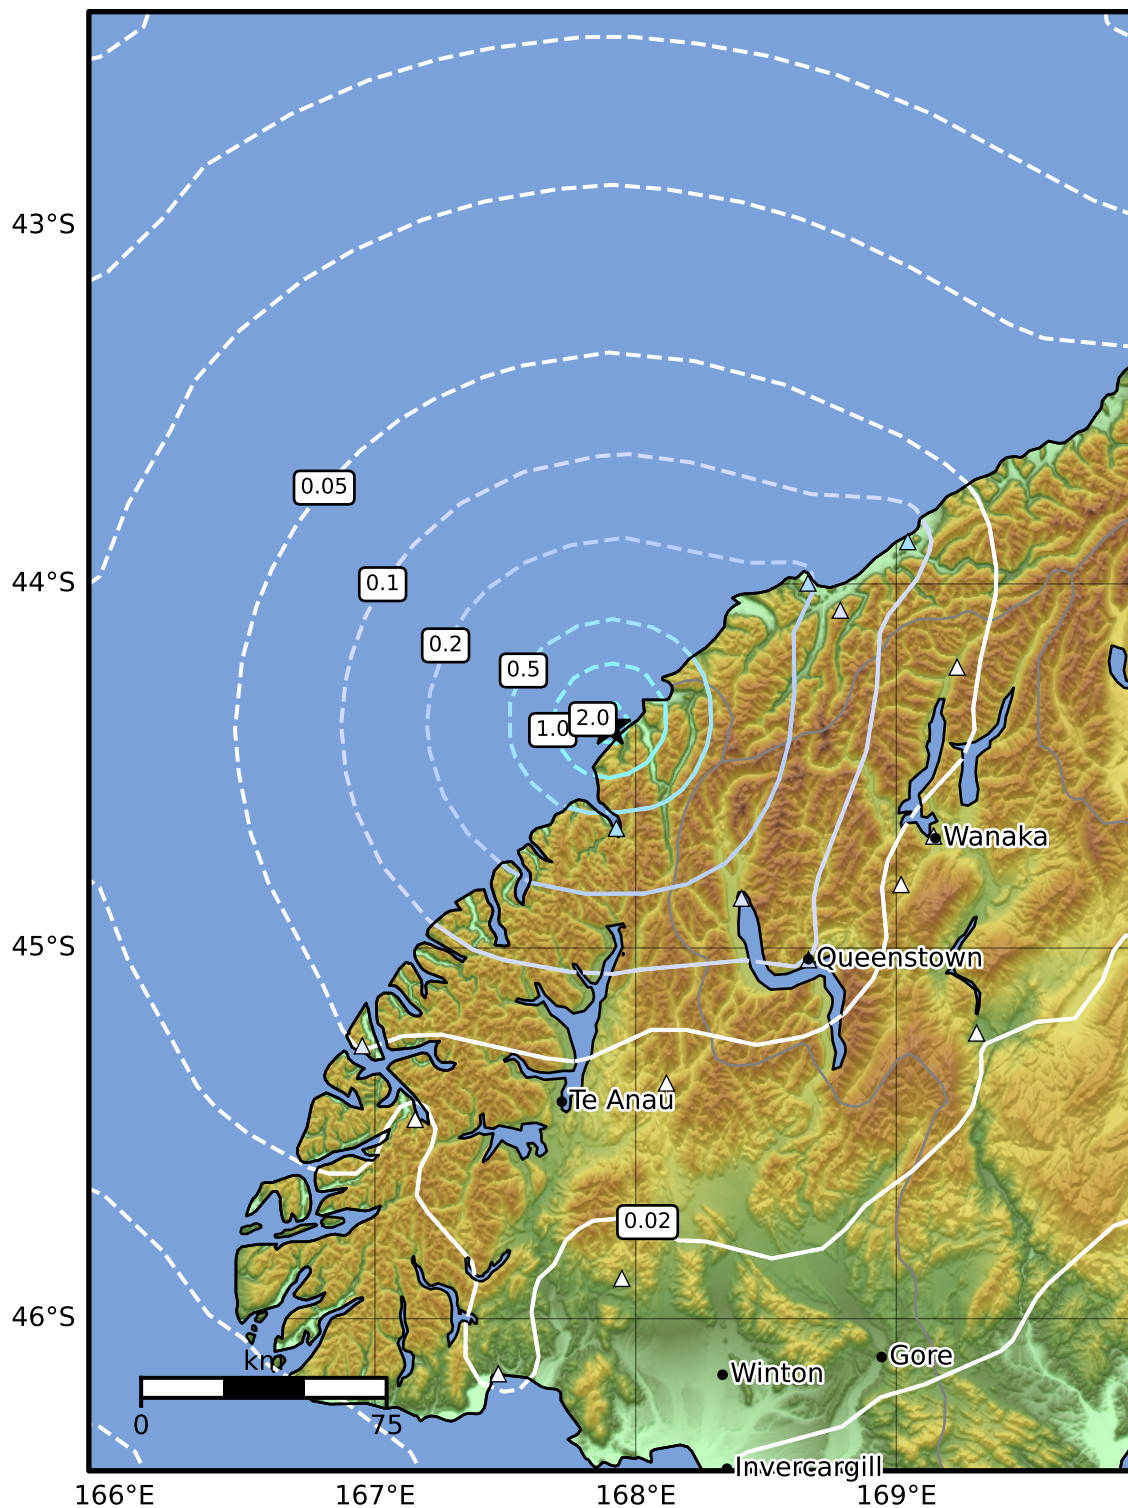 43°S
0.05
44°S
0.1
0.2
0.5
1.0
2.0
Wanaka
45°S
Queenstown
Te Anau
0.02
46°S
km
Gore
Winton
0
75
Invercargill
166°E
167°E
168°E
169°E